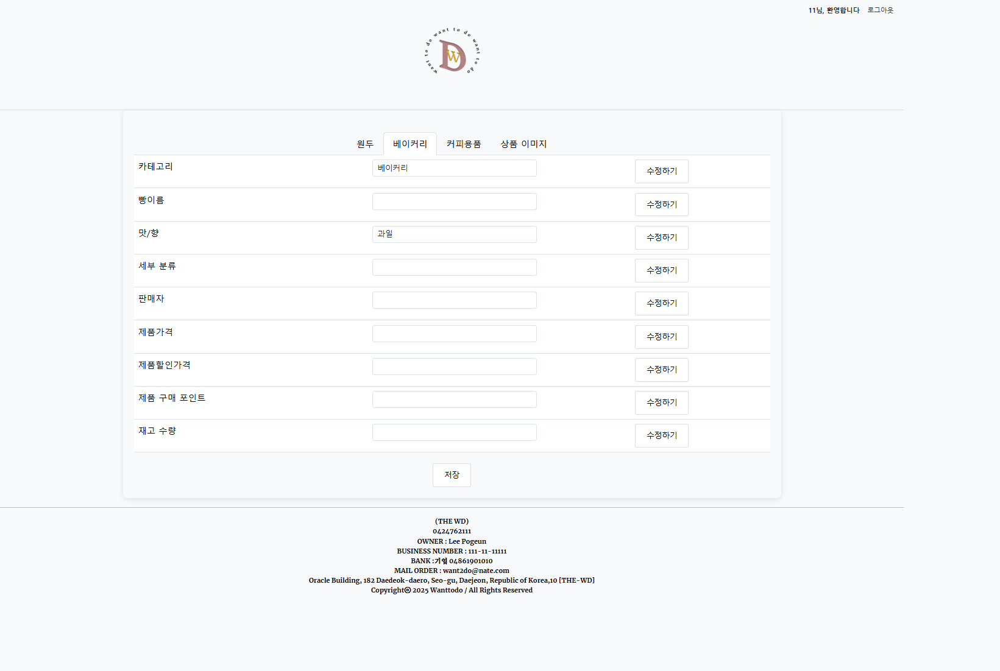 11님, 환영합니다 로그아웃
want to do want to do want to do
D
W
원두 베이커리 커피용품 상품 이미지
카테고리 베이커리 수정하기
빵이름 수정하기
맛/향 과일 수정하기
세부 분류 수정하기
판매자 수정하기
제품가격 수정하기
제품할인가격 수정하기
제품 구매 포인트 수정하기
재고 수량 수정하기
저장
(THE WD)
0424762111
OWNER : Lee Pogeun
BUSINESS NUMBER : 111-11-11111
BANK :기업 04861901010
MAIL ORDER : want2do@nate.com
Oracle Building, 182 Daedeok-daero, Seo-gu, Daejeon, Republic of Korea,10 [THE-WD]
Copyrightⓒ 2025 Wanttodo / All Rights Reserved